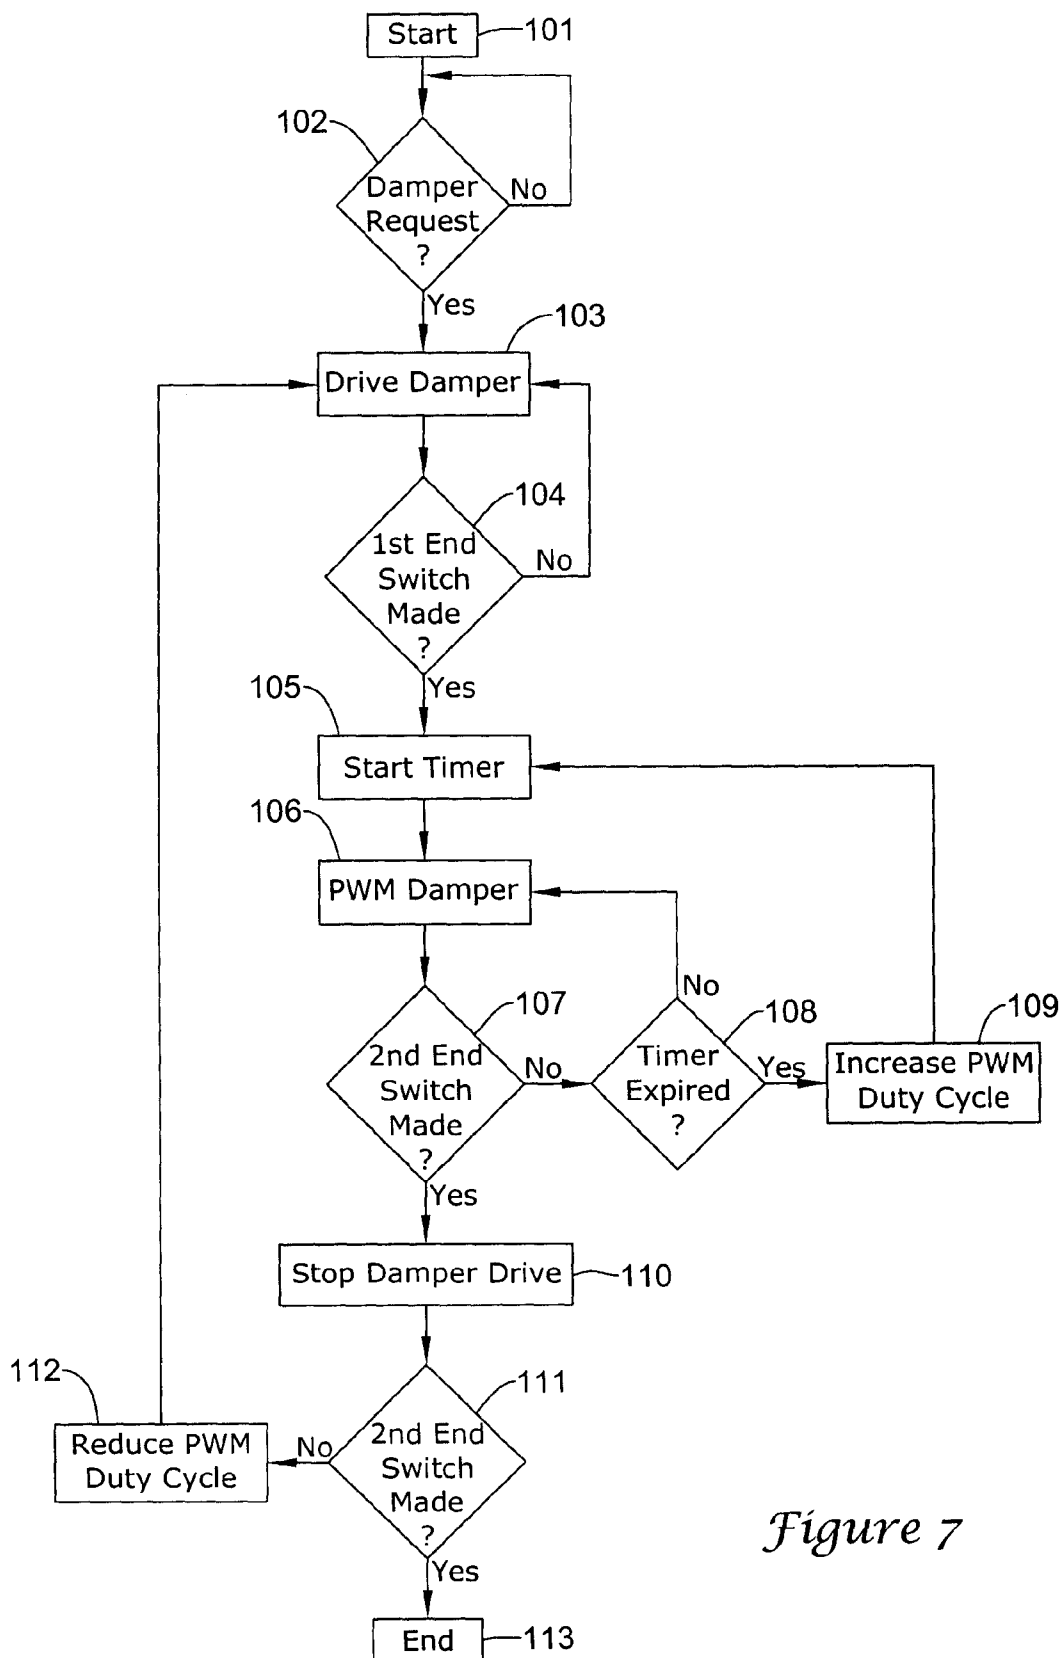 Start
101
102
Damper
Request
?
No
Yes
103
Drive Damper
104
1st End
Switch
Made
?
No
Yes
105
Start Timer
106
PWM Damper
107
2nd End
Switch
Made
?
No
Yes
108
Timer
Expired
?
No
Yes
109
Increase PWM
Duty Cycle
Stop Damper Drive
110
111
2nd End
Switch
Made
?
No
112
Reduce PWM
Duty Cycle
Yes
End
113
Figure 7